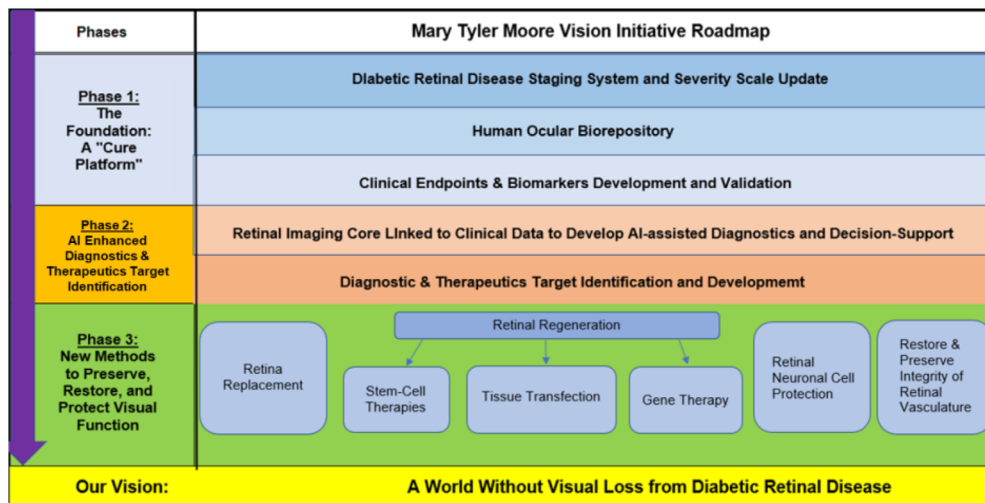 Phases
Mary Tyler Moore Vision Initiative Roadmap
Phase 1:
The
Foundation:
A "Cure
Platform"
DIabetic Retinal Disease Staging System and Severity Scale Update
Human Ocular Biorepository
Clinical Endpoints & Biomarkers Development and Validation
Phase 2:
AI Enhanced
Diagnostics &
Therapeutics Target
Identification
Retinal Imaging Core LInked to Clinical Data to Develop AI-assisted Diagnostics and Decision-Support
Diagnostic & Therapeutics Target Identification and Developmemt
Phase 3:
New Methods
to Preserve,
Restore, and
Protect Visual
Function
Retina
Replacement
Retinal Regeneration
Stem-Cell
Therapies
Tissue Transfection
Gene Therapy
Retinal
Neuronal Cell
Protection
Restore &
Preserve
Integrity of
Retinal
Vasculature
Our Vision:
A World Without Visual Loss from Diabetic Retinal Disease